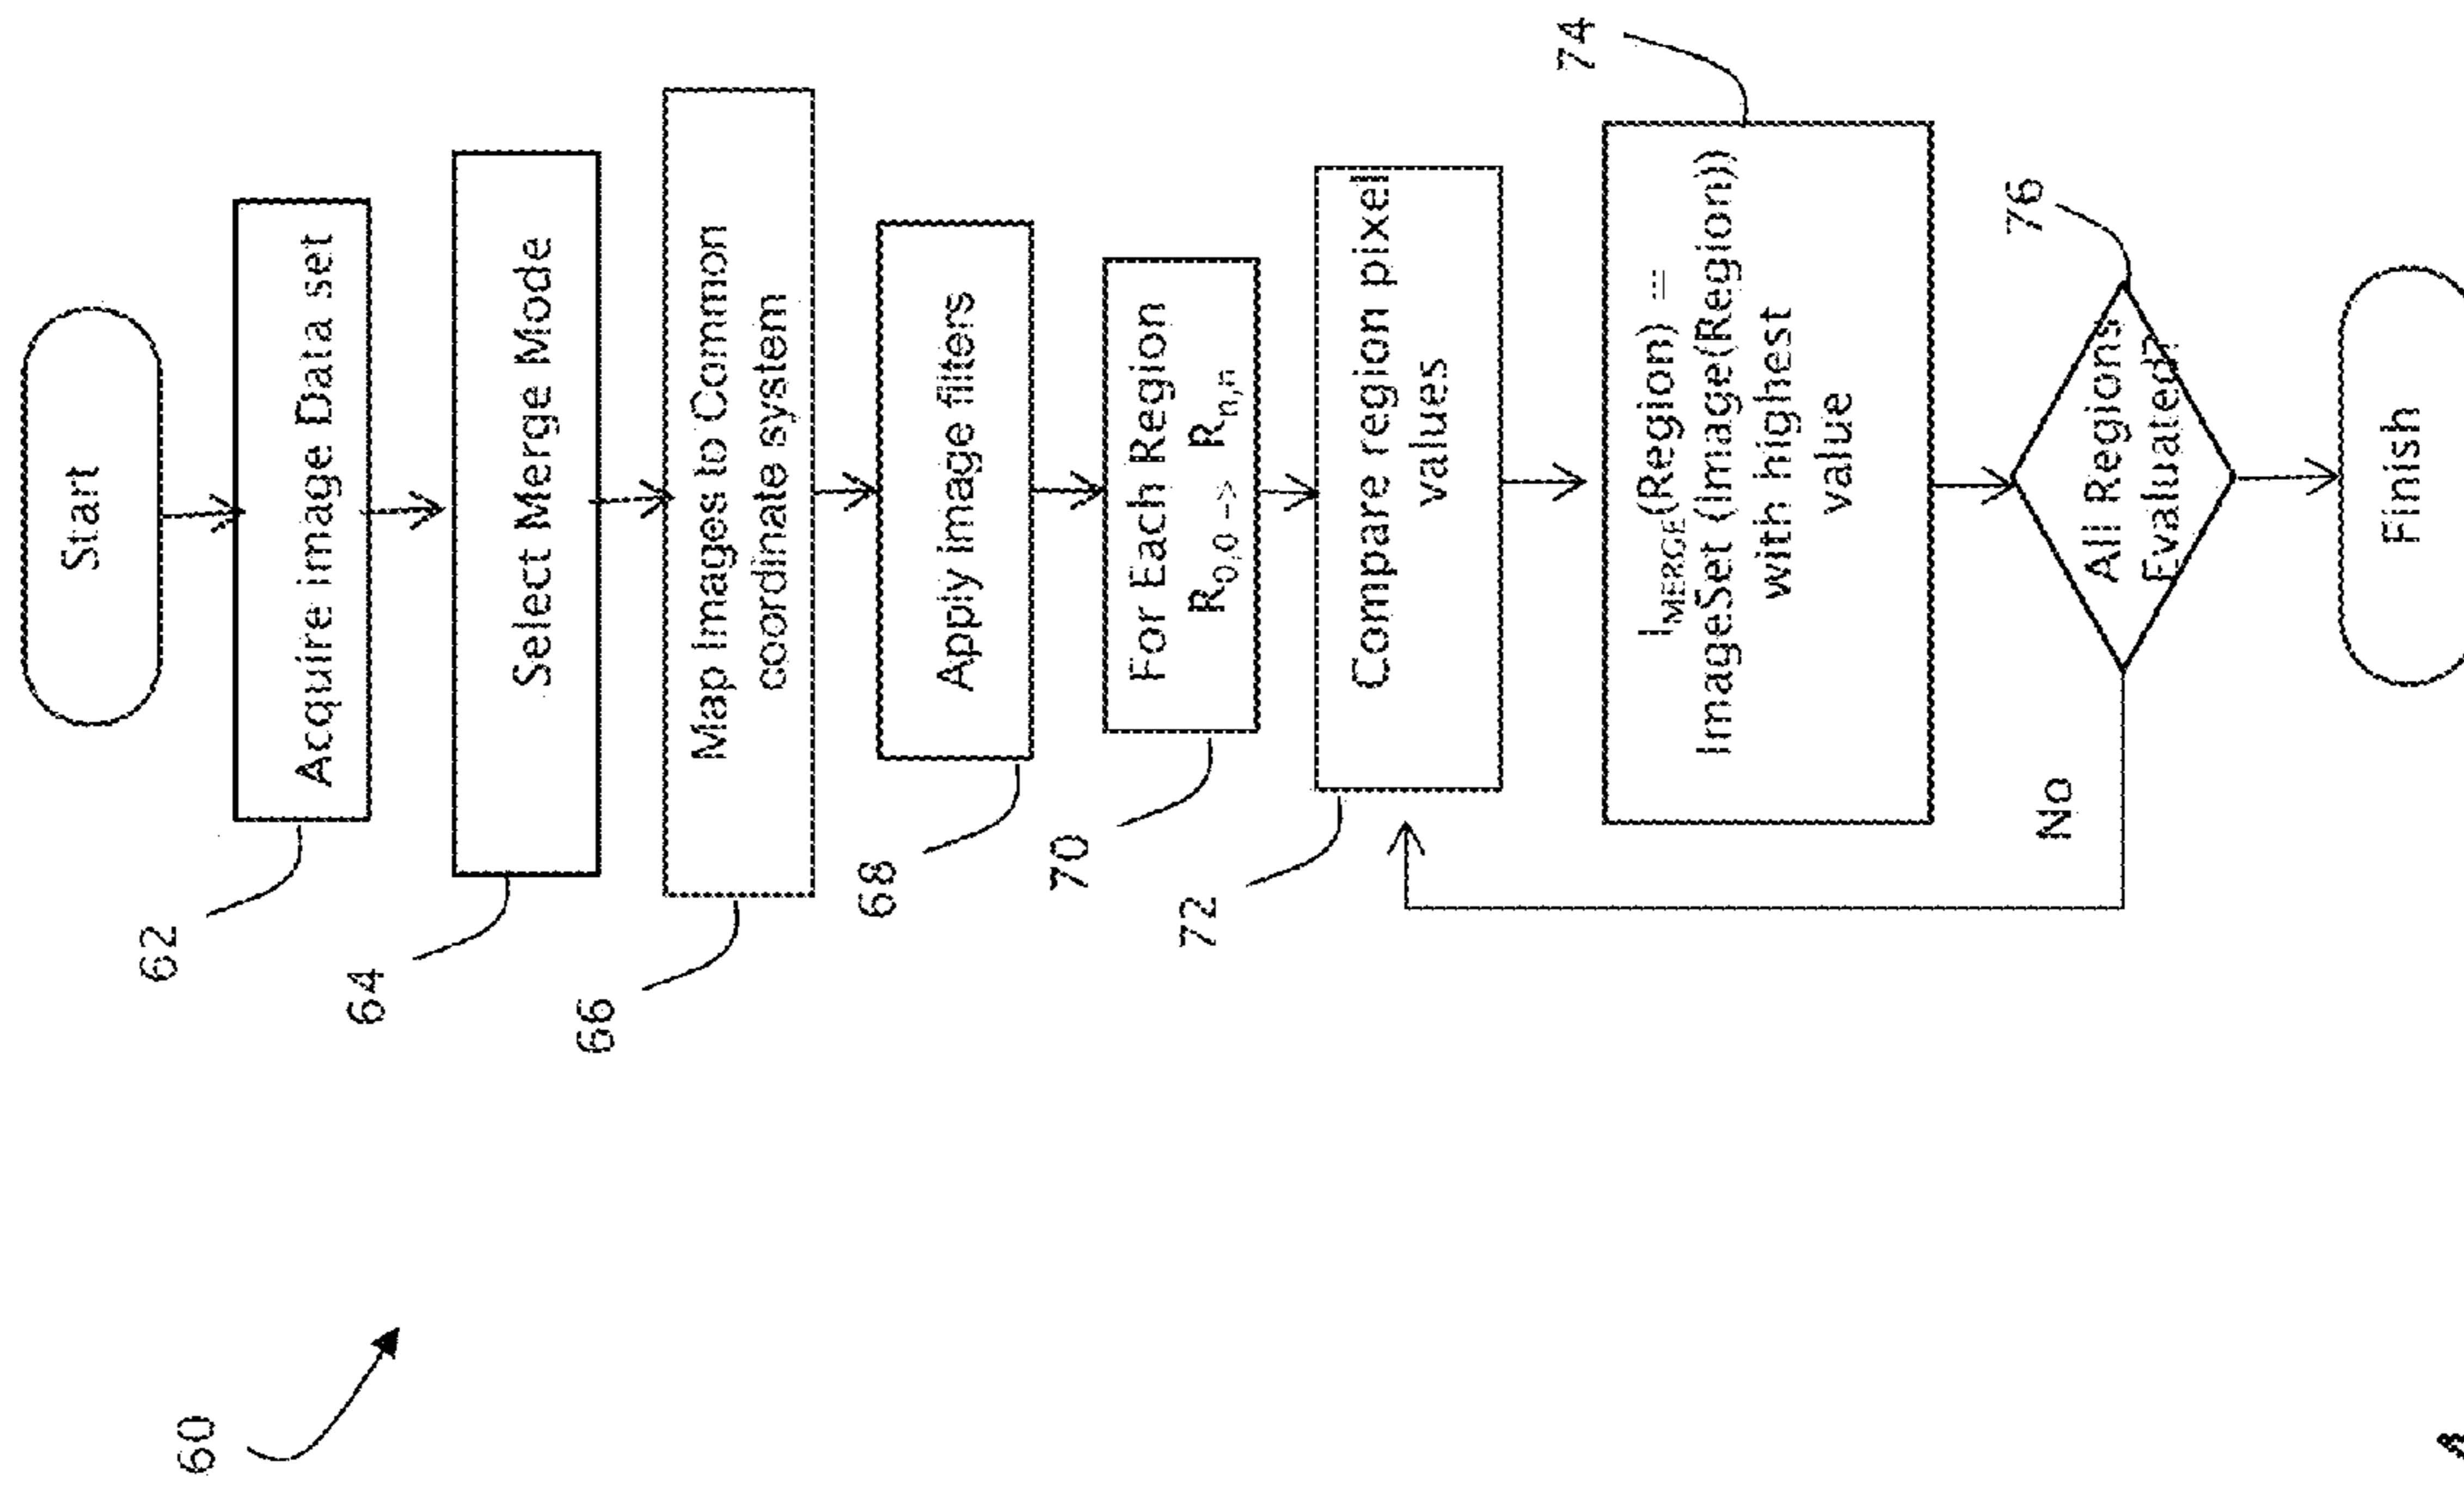 60
Start
62
Acquire image Data set
64
Select Merge Mode
66
Map Images to Common
coordinate system
68
Apply image filters
70
For Each Region
R0,0 -> Rn,n
72
Compare region pixel
values
74
IMERGE(Region) =
ImageSet (Image(Region))
with highest
value
76
All Regions
Evaluated?
No
Finish